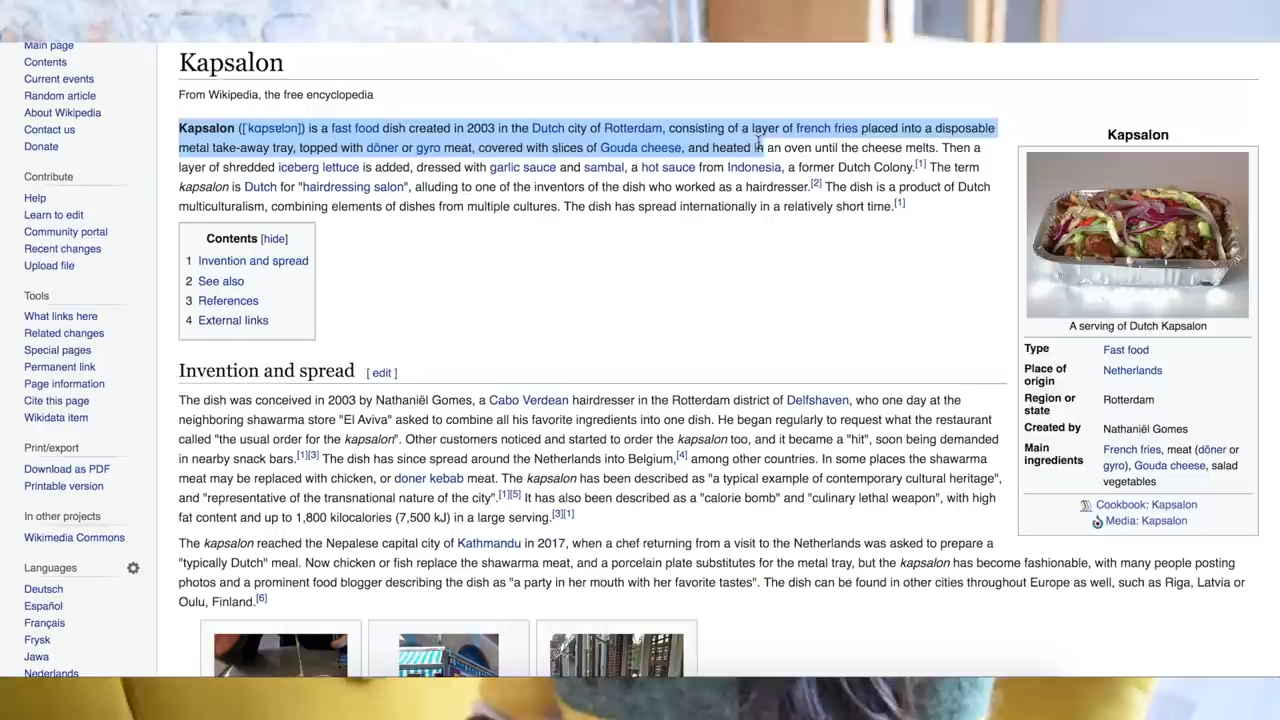 Main page
Contents
Current events
Random article
About Wikipedia
Contact us
Donate
Contribute
Help
Learn to edit
Community portal
Recent changes
Upload file
Tools
What links here
Related changes
Special pages
Permanent link
Page information
Cite this page
Wikidata item
Print/export
Download as PDF
Printable version
In other projects
Wikimedia Commons
Languages
Deutsch
Español
Français
Frysk
Jawa
Nederlands
Kapsalon
From Wikipedia, the free encyclopedia
Kapsalon (['kɑpsɐlɔn]) is a fast food dish created in 2003 in the Dutch city of Rotterdam, consisting of a layer of french fries placed into a disposable
metal take-away tray, topped with döner or gyro meat, covered with slices of Gouda cheese, and heated in an oven until the cheese melts. Then a
layer of shredded iceberg lettuce is added, dressed with garlic sauce and sambal, a hot sauce from Indonesia, a former Dutch Colony.[1] The term
kapsalon is Dutch for "hairdressing salon", alluding to one of the inventors of the dish who worked as a hairdresser.[2] The dish is a product of Dutch
multiculturalism, combining elements of dishes from multiple cultures. The dish has spread internationally in a relatively short time.[1]
Contents [hide]
1 Invention and spread
2 See also
3 References
4 External links
Invention and spread [ edit ]
The dish was conceived in 2003 by Nathaniël Gomes, a Cabo Verdean hairdresser in the Rotterdam district of Delfshaven, who one day at the
neighboring shawarma store "El Aviva" asked to combine all his favorite ingredients into one dish. He began regularly to request what the restaurant
called "the usual order for the kapsalon". Other customers noticed and started to order the kapsalon too, and it became a "hit", soon being demanded
in nearby snack bars.[1][3] The dish has since spread around the Netherlands into Belgium,[4] among other countries. In some places the shawarma
meat may be replaced with chicken, or doner kebab meat. The kapsalon has been described as "a typical example of contemporary cultural heritage",
and "representative of the transnational nature of the city".[1][5] It has also been described as a "calorie bomb" and "culinary lethal weapon", with high
fat content and up to 1,800 kilocalories (7,500 kJ) in a large serving.[3][1]
The kapsalon reached the Nepalese capital city of Kathmandu in 2017, when a chef returning from a visit to the Netherlands was asked to prepare a
"typically Dutch" meal. Now chicken or fish replace the shawarma meat, and a porcelain plate substitutes for the metal tray, but the kapsalon has become fashionable, with many people posting
photos and a prominent food blogger describing the dish as "a party in her mouth with her favorite tastes". The dish can be found in other cities throughout Europe as well, such as Riga, Latvia or
Oulu, Finland.[6]
Kapsalon
A serving of Dutch Kapsalon
Type Fast food
Place of origin Netherlands
Region or state Rotterdam
Created by Nathaniël Gomes
Main ingredients French fries, meat (döner or
gyro), Gouda cheese, salad
vegetables
Cookbook: Kapsalon
Media: Kapsalon